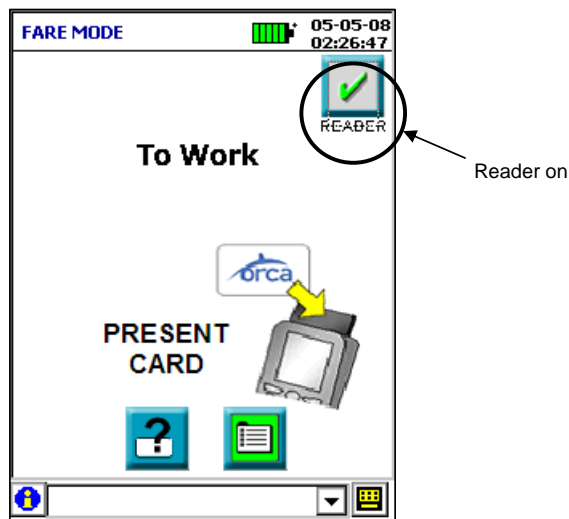 FARE MODE
05-05-08
02:26:47
READER
To Work
Reader on
orca
PRESENT
CARD
?
i